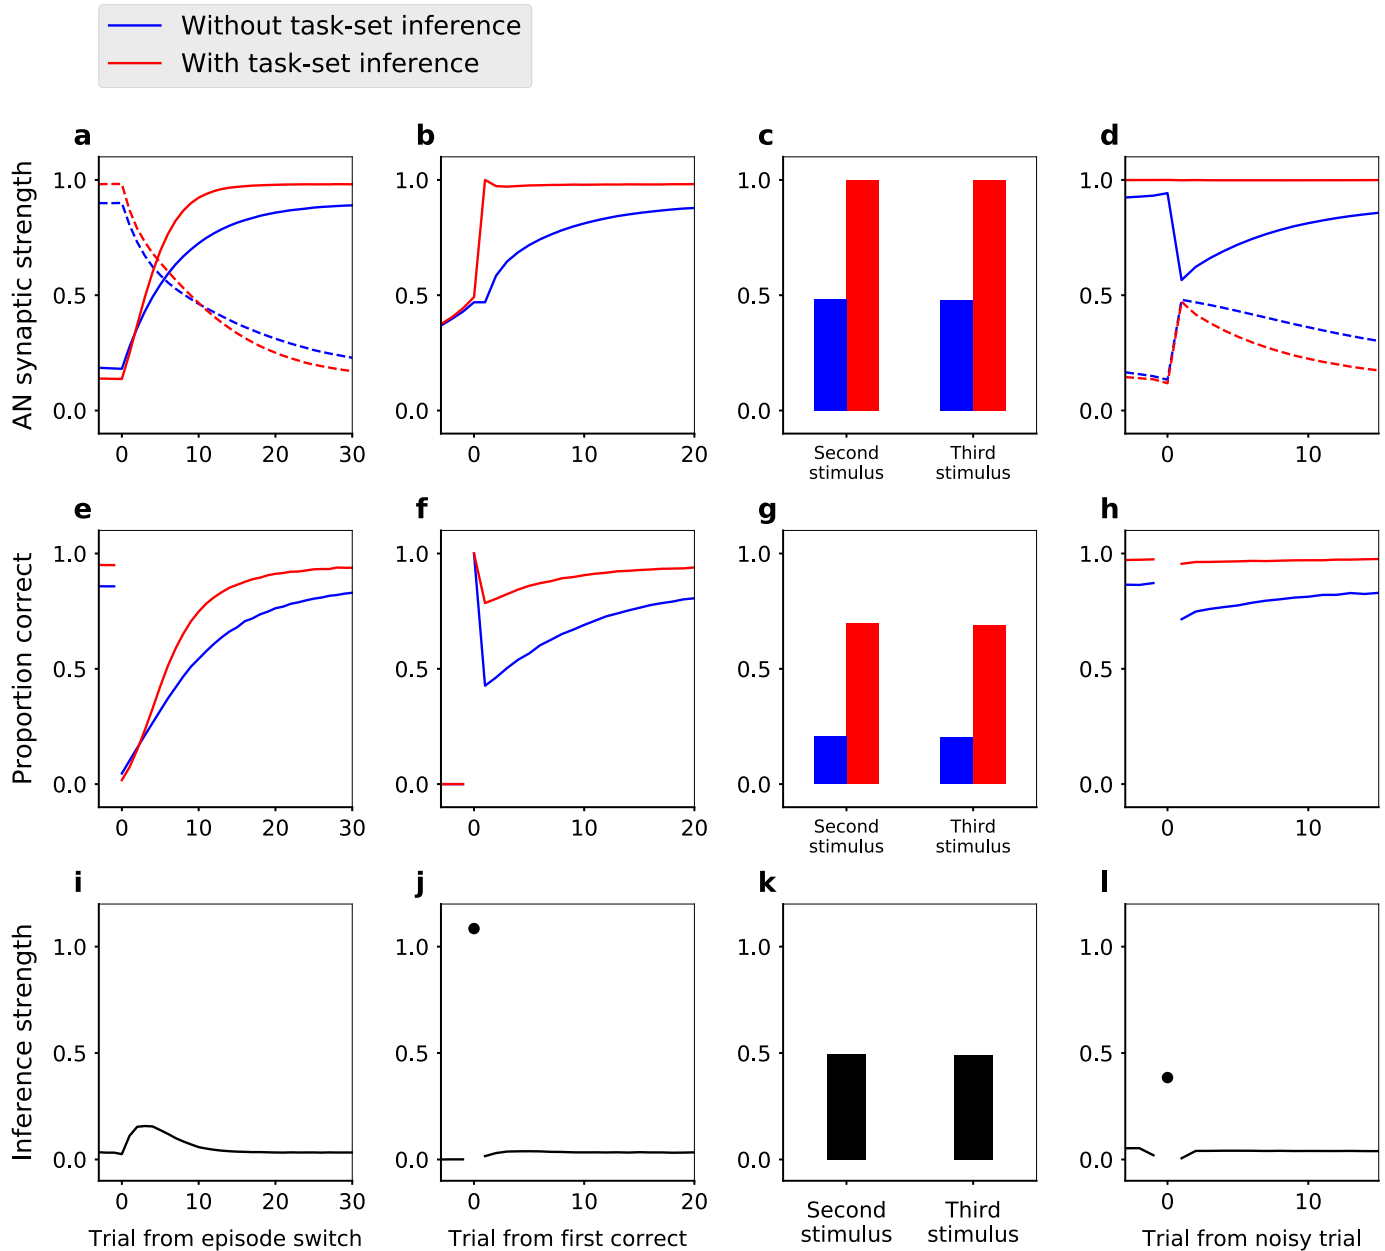 Without task-set inference
With task-set inference
a
b
c
d
AN synaptic strength
1.0
0.5
0.0
0
10
20
30
1.0
0.5
0.0
0
10
20
1.0
0.5
0.0
Second
stimulus
Third
stimulus
1.0
0.5
0.0
0
10
e
f
g
h
Proportion correct
1.0
0.5
0.0
0
10
20
30
1.0
0.5
0.0
0
10
20
1.0
0.5
0.0
Second
stimulus
Third
stimulus
1.0
0.5
0.0
0
10
i
j
k
l
Inference strength
1.0
0.5
0.0
0
10
20
30
Trial from episode switch
1.0
0.5
0.0
0
10
20
Trial from first correct
1.0
0.5
0.0
Second
stimulus
Third
stimulus
1.0
0.5
0.0
0
10
Trial from noisy trial